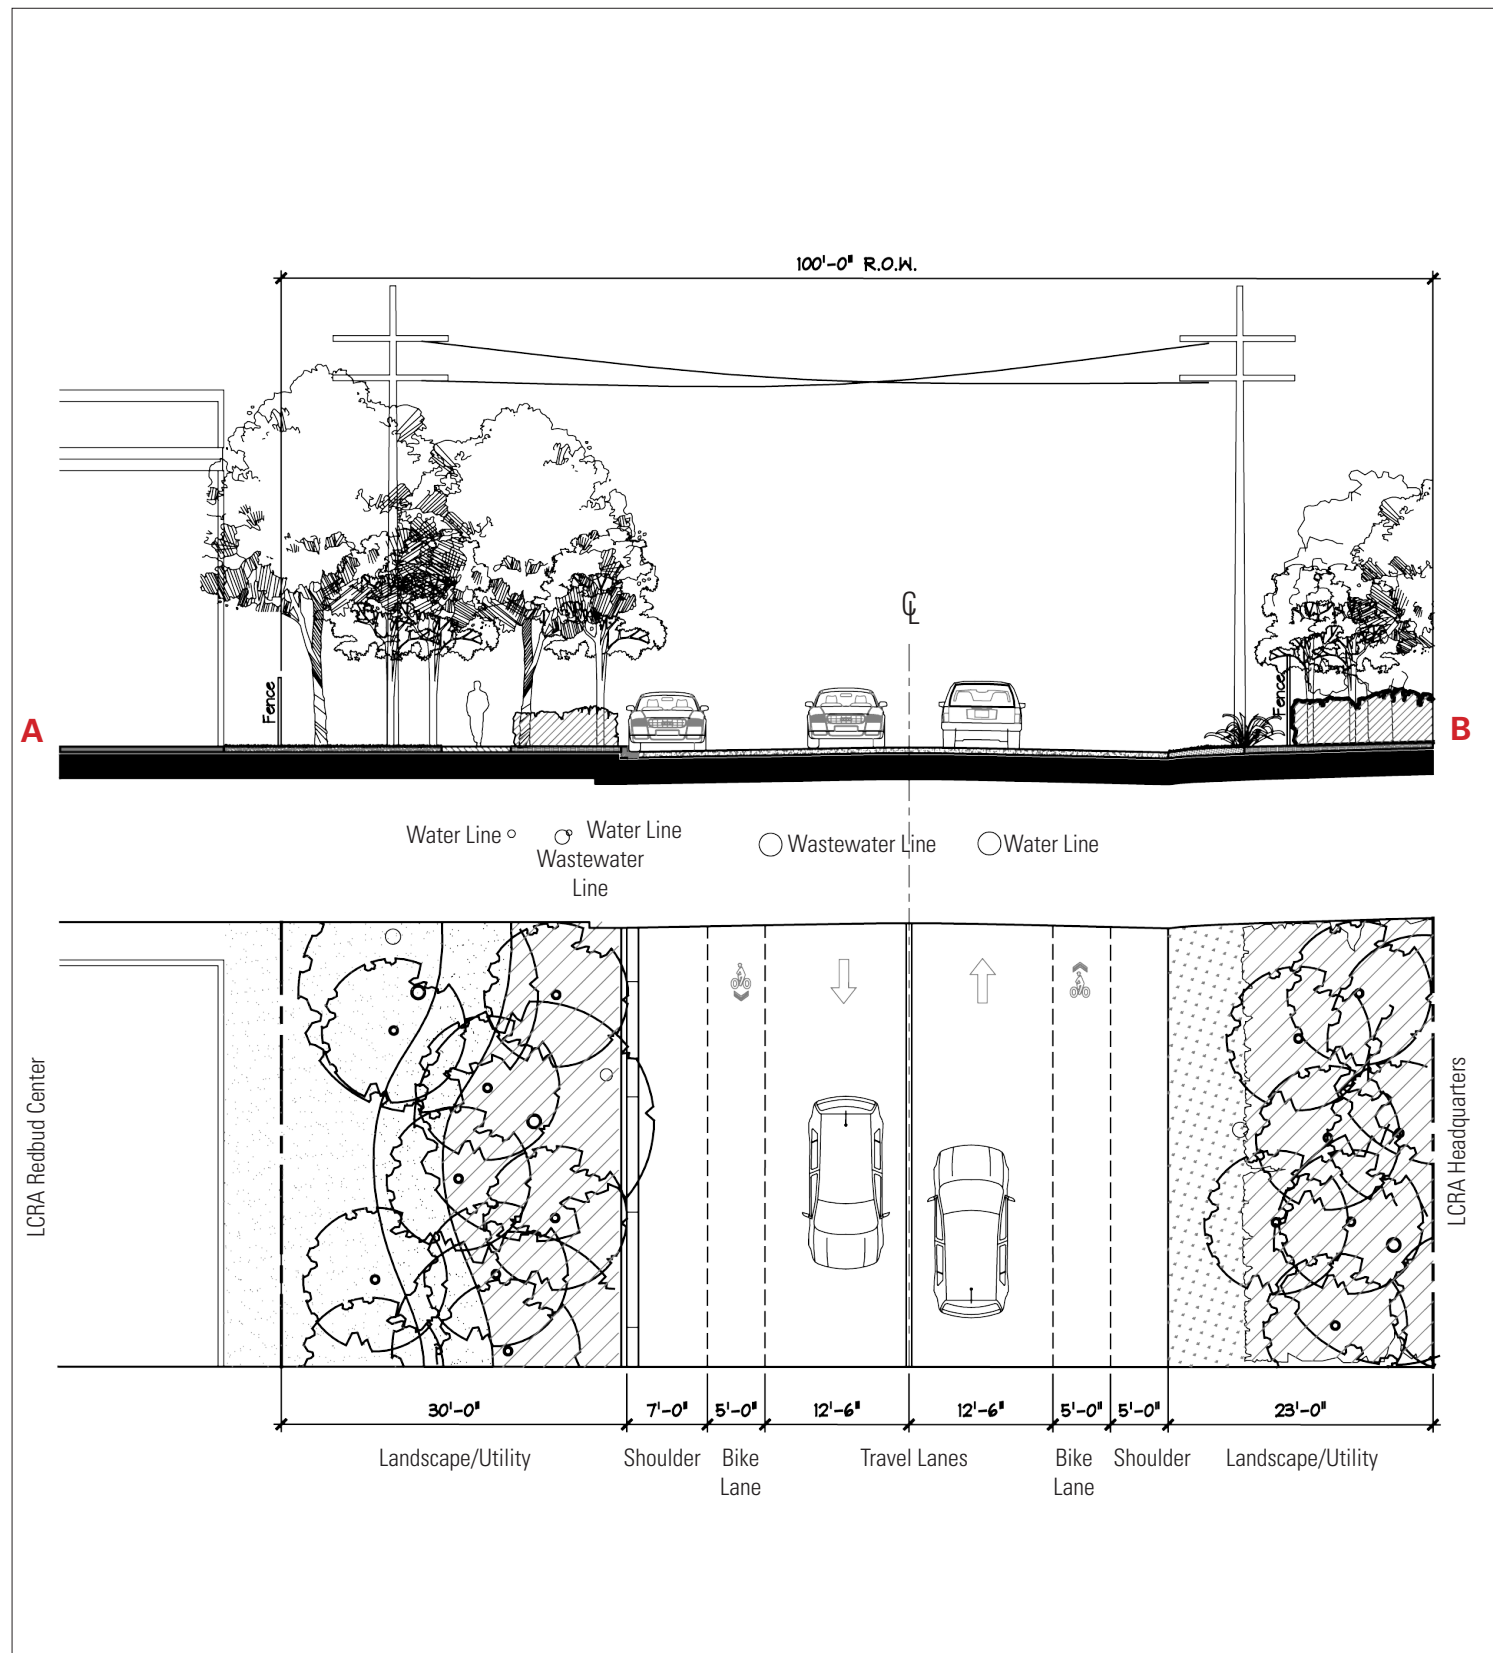 100'-0" R.O.W.
℄
Fence
Fence
A
B
Water Line
Water Line
Wastewater
Line
Wastewater Line
Water Line
LCRA Redbud Center
LCRA Headquarters
30'-0"
7'-0"
5'-0"
12'-6"
12'-6"
5'-0"
5'-0"
23'-0"
Landscape/Utility
Shoulder
Bike
Lane
Travel Lanes
Bike
Lane
Shoulder
Landscape/Utility